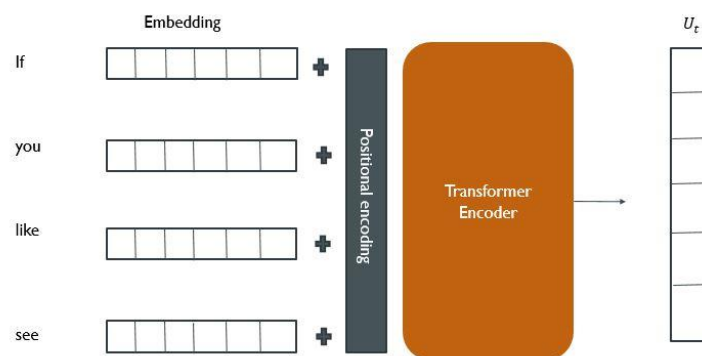 Embedding
U_t
If
you
like
see
Positional encoding
Transformer
Encoder